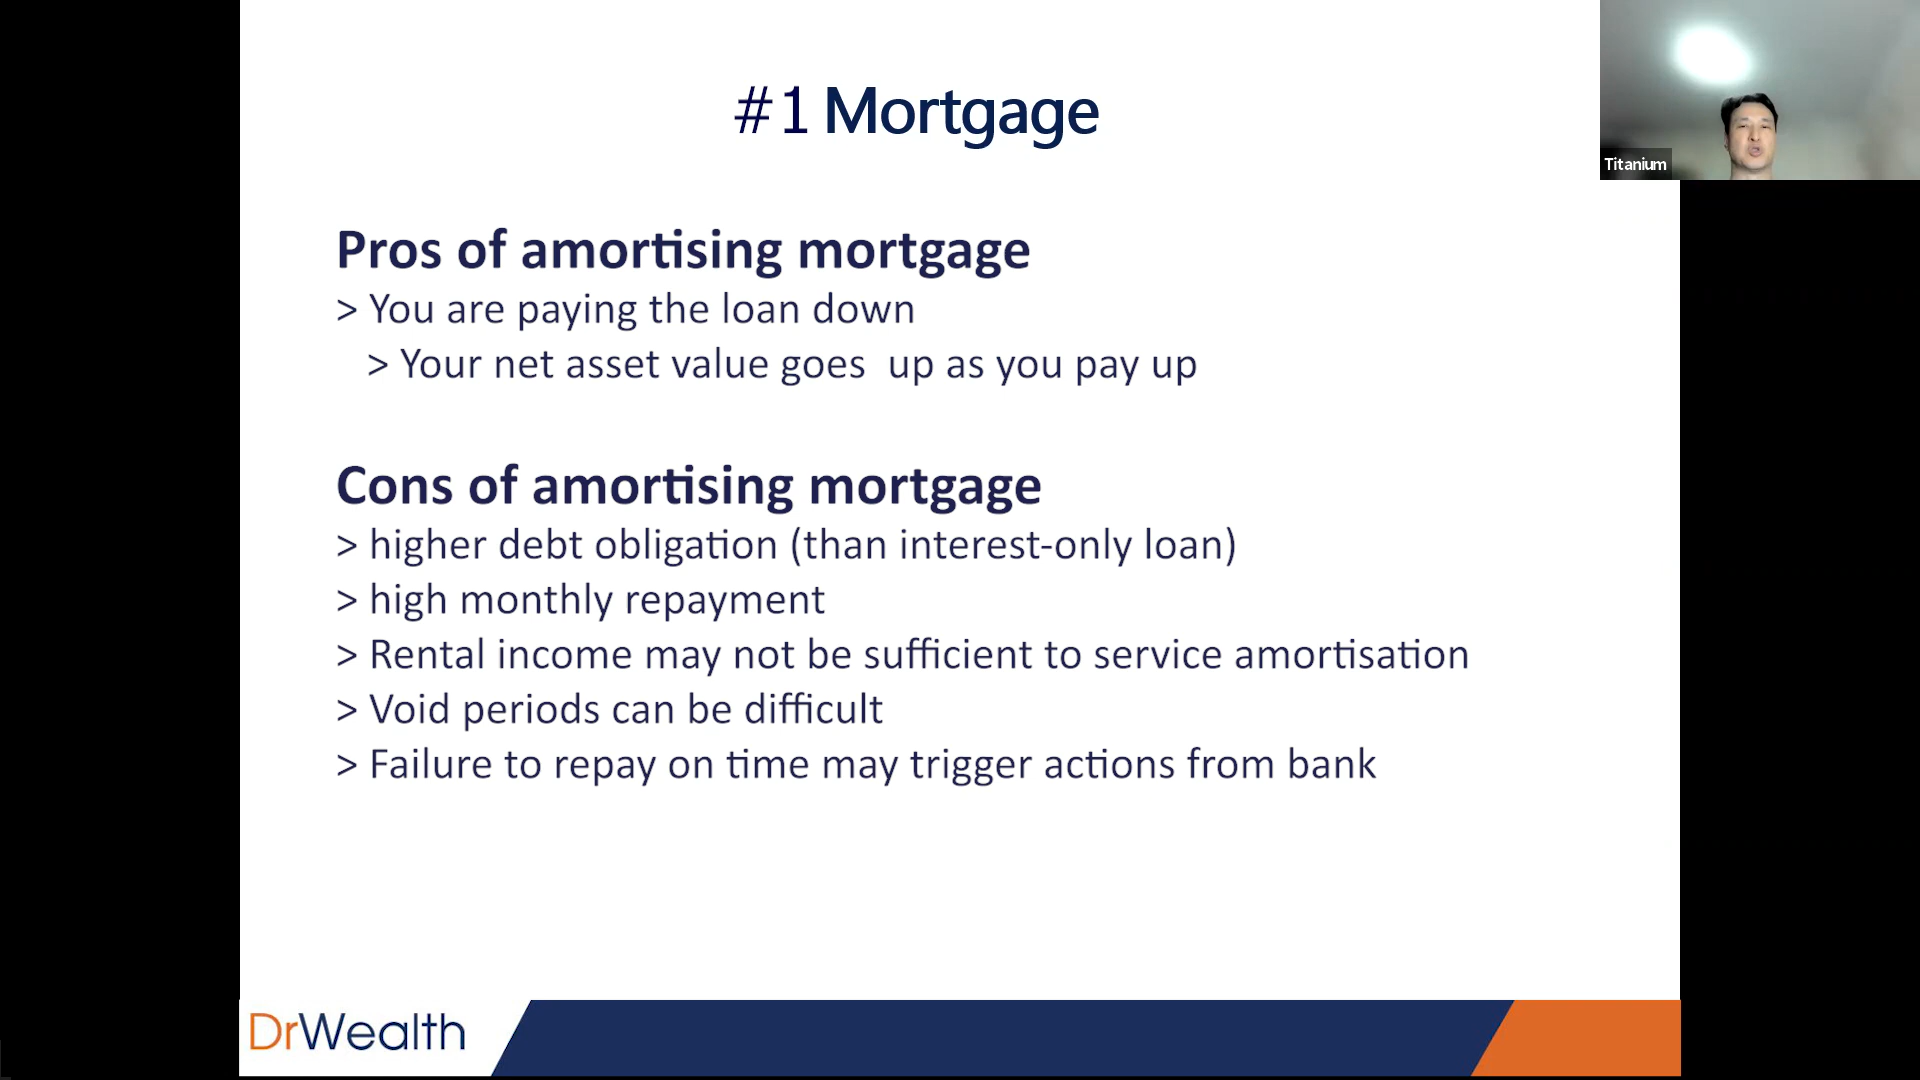 #1 Mortgage
Titanium
Pros of amortising mortgage
> You are paying the loan down
> Your net asset value goes  up as you pay up
Cons of amortising mortgage
> higher debt obligation (than interest-only loan)
> high monthly repayment
> Rental income may not be sufficient to service amortisation
> Void periods can be difficult
> Failure to repay on time may trigger actions from bank
DrWealth